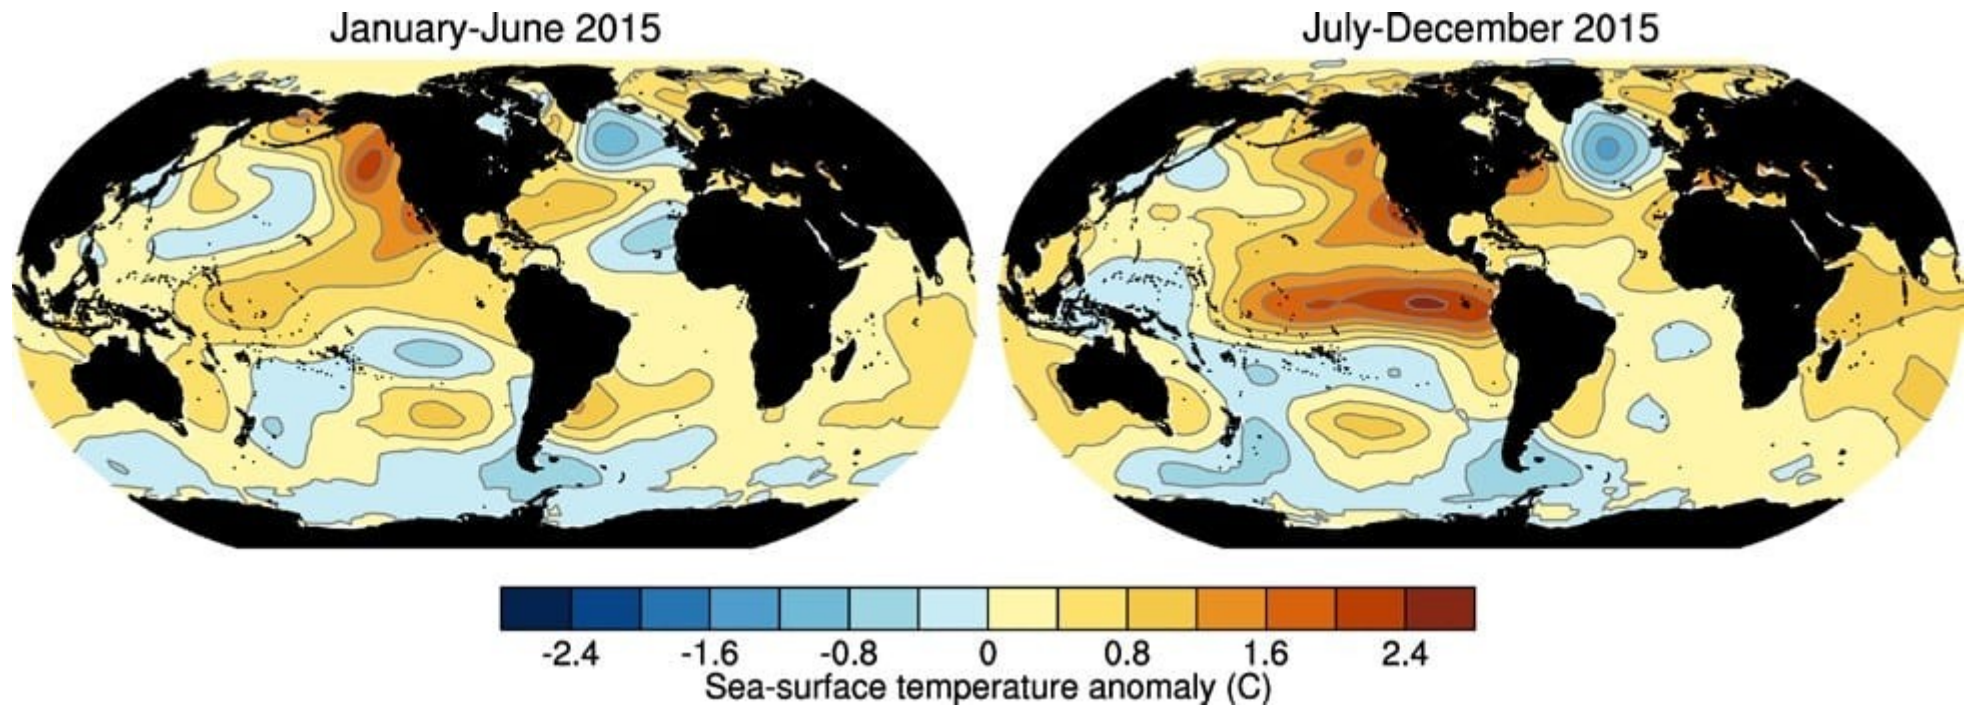 January-June 2015
July-December 2015
-2.4 -1.6 -0.8 0 0.8 1.6 2.4
Sea-surface temperature anomaly (C)